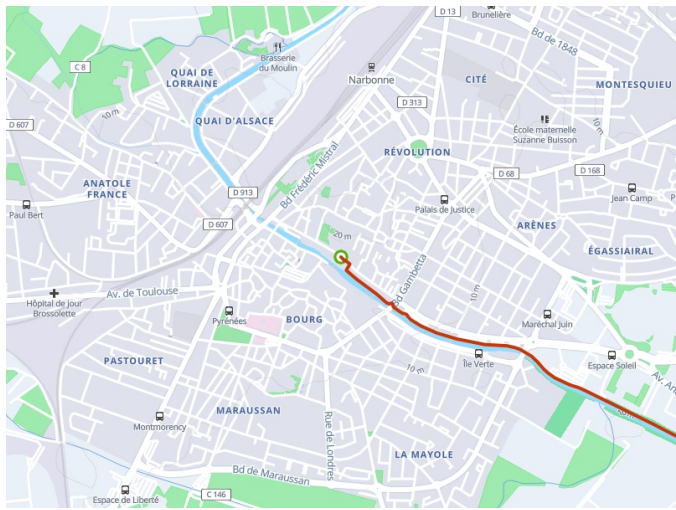 D 13
Brunelière
Bd de 1848
Brasserie
du Moulin
C 8
QUAI DE
LORRAINE
Narbonne
CITÉ
MONTESQUIEU
D 313
10 m
10 m
QUAI D'ALSACE
École maternelle
Suzanne Buisson
D 607
Bd Frédéric Mistral
RÉVOLUTION
D 68
D 168
ANATOLE
FRANCE
D 913
Jean Camp
P
Paul Bert
Palais de Justice
D 607
ARÈNES
20 m
ÉGASSIAIRAL
Hôpital de jour
Brossolette
Av. de Toulouse
Bd Gambetta
10 m
Pyrénées
BOURG
Maréchal Juin
PASTOURET
Île Verte
Espace Soleil
10 m
Av. An
MARAUSSAN
10 m
Montmorency
Rue de Londres
LA MAYOLE
Bd de Maraussan
Espace de Liberté
C 146